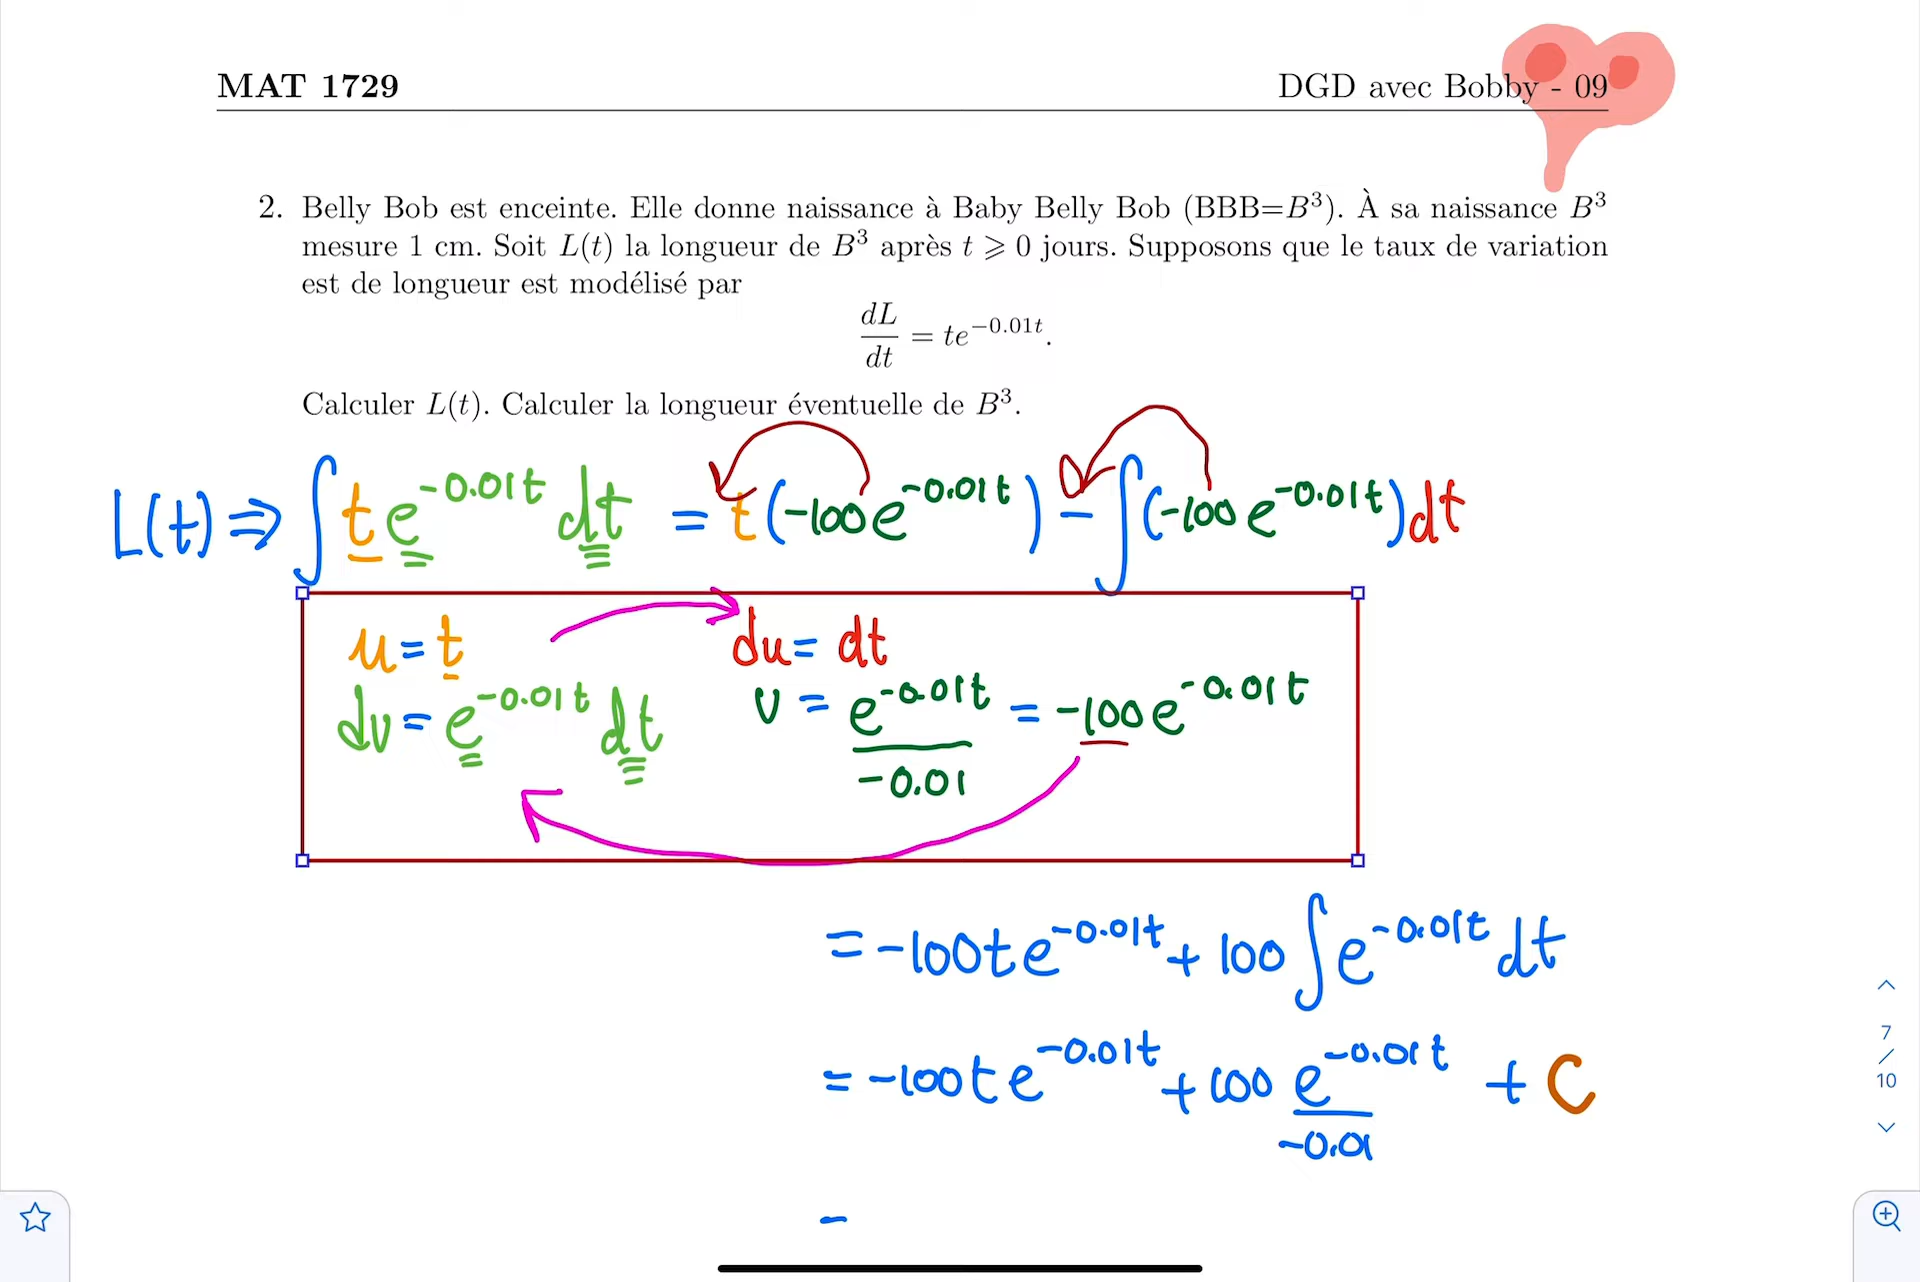 MAT 1729 DGD avec Bobby - 09
2. Belly Bob est enceinte. Elle donne naissance à Baby Belly Bob (BBB=B³). À sa naissance B³
mesure 1 cm. Soit L(t) la longueur de B³ après t ⩾ 0 jours. Supposons que le taux de variation
est de longueur est modélisé par
dL/dt = te^{-0.01t}.
Calculer L(t). Calculer la longueur éventuelle de B³.
L(t) ⇒ ∫ t e^{-0.01t} dt = t(-100e^{-0.01t}) - ∫(-100e^{-0.01t})dt
u = t du = dt
dv = e^{-0.01t} dt v = e^{-0.01t}/-0.01 = -100e^{-0.01t}
= -100te^{-0.01t} + 100 ∫e^{-0.01t} dt
= -100te^{-0.01t} + 100 e^{-0.01t}/-0.01 + C
-
7
/
10